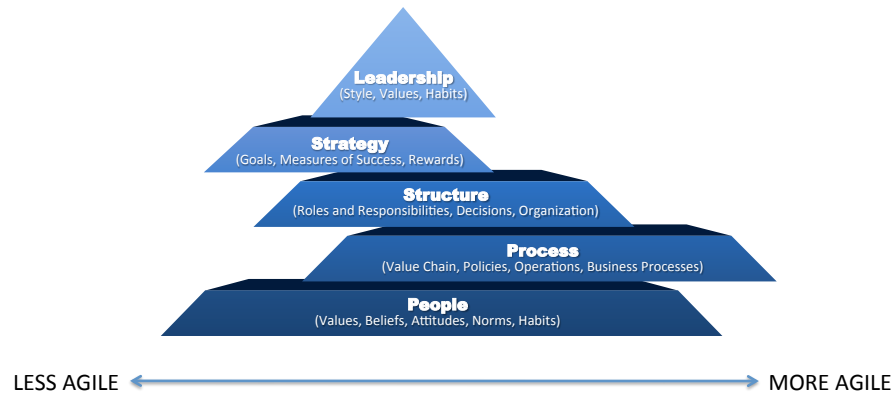 Leadership
(Style, Values, Habits)
Strategy
(Goals, Measures of Success, Rewards)
Structure
(Roles and Responsibilities, Decisions, Organization)
Process
(Value Chain, Policies, Operations, Business Processes)
People
(Values, Beliefs, Attitudes, Norms, Habits)
LESS AGILE MORE AGILE